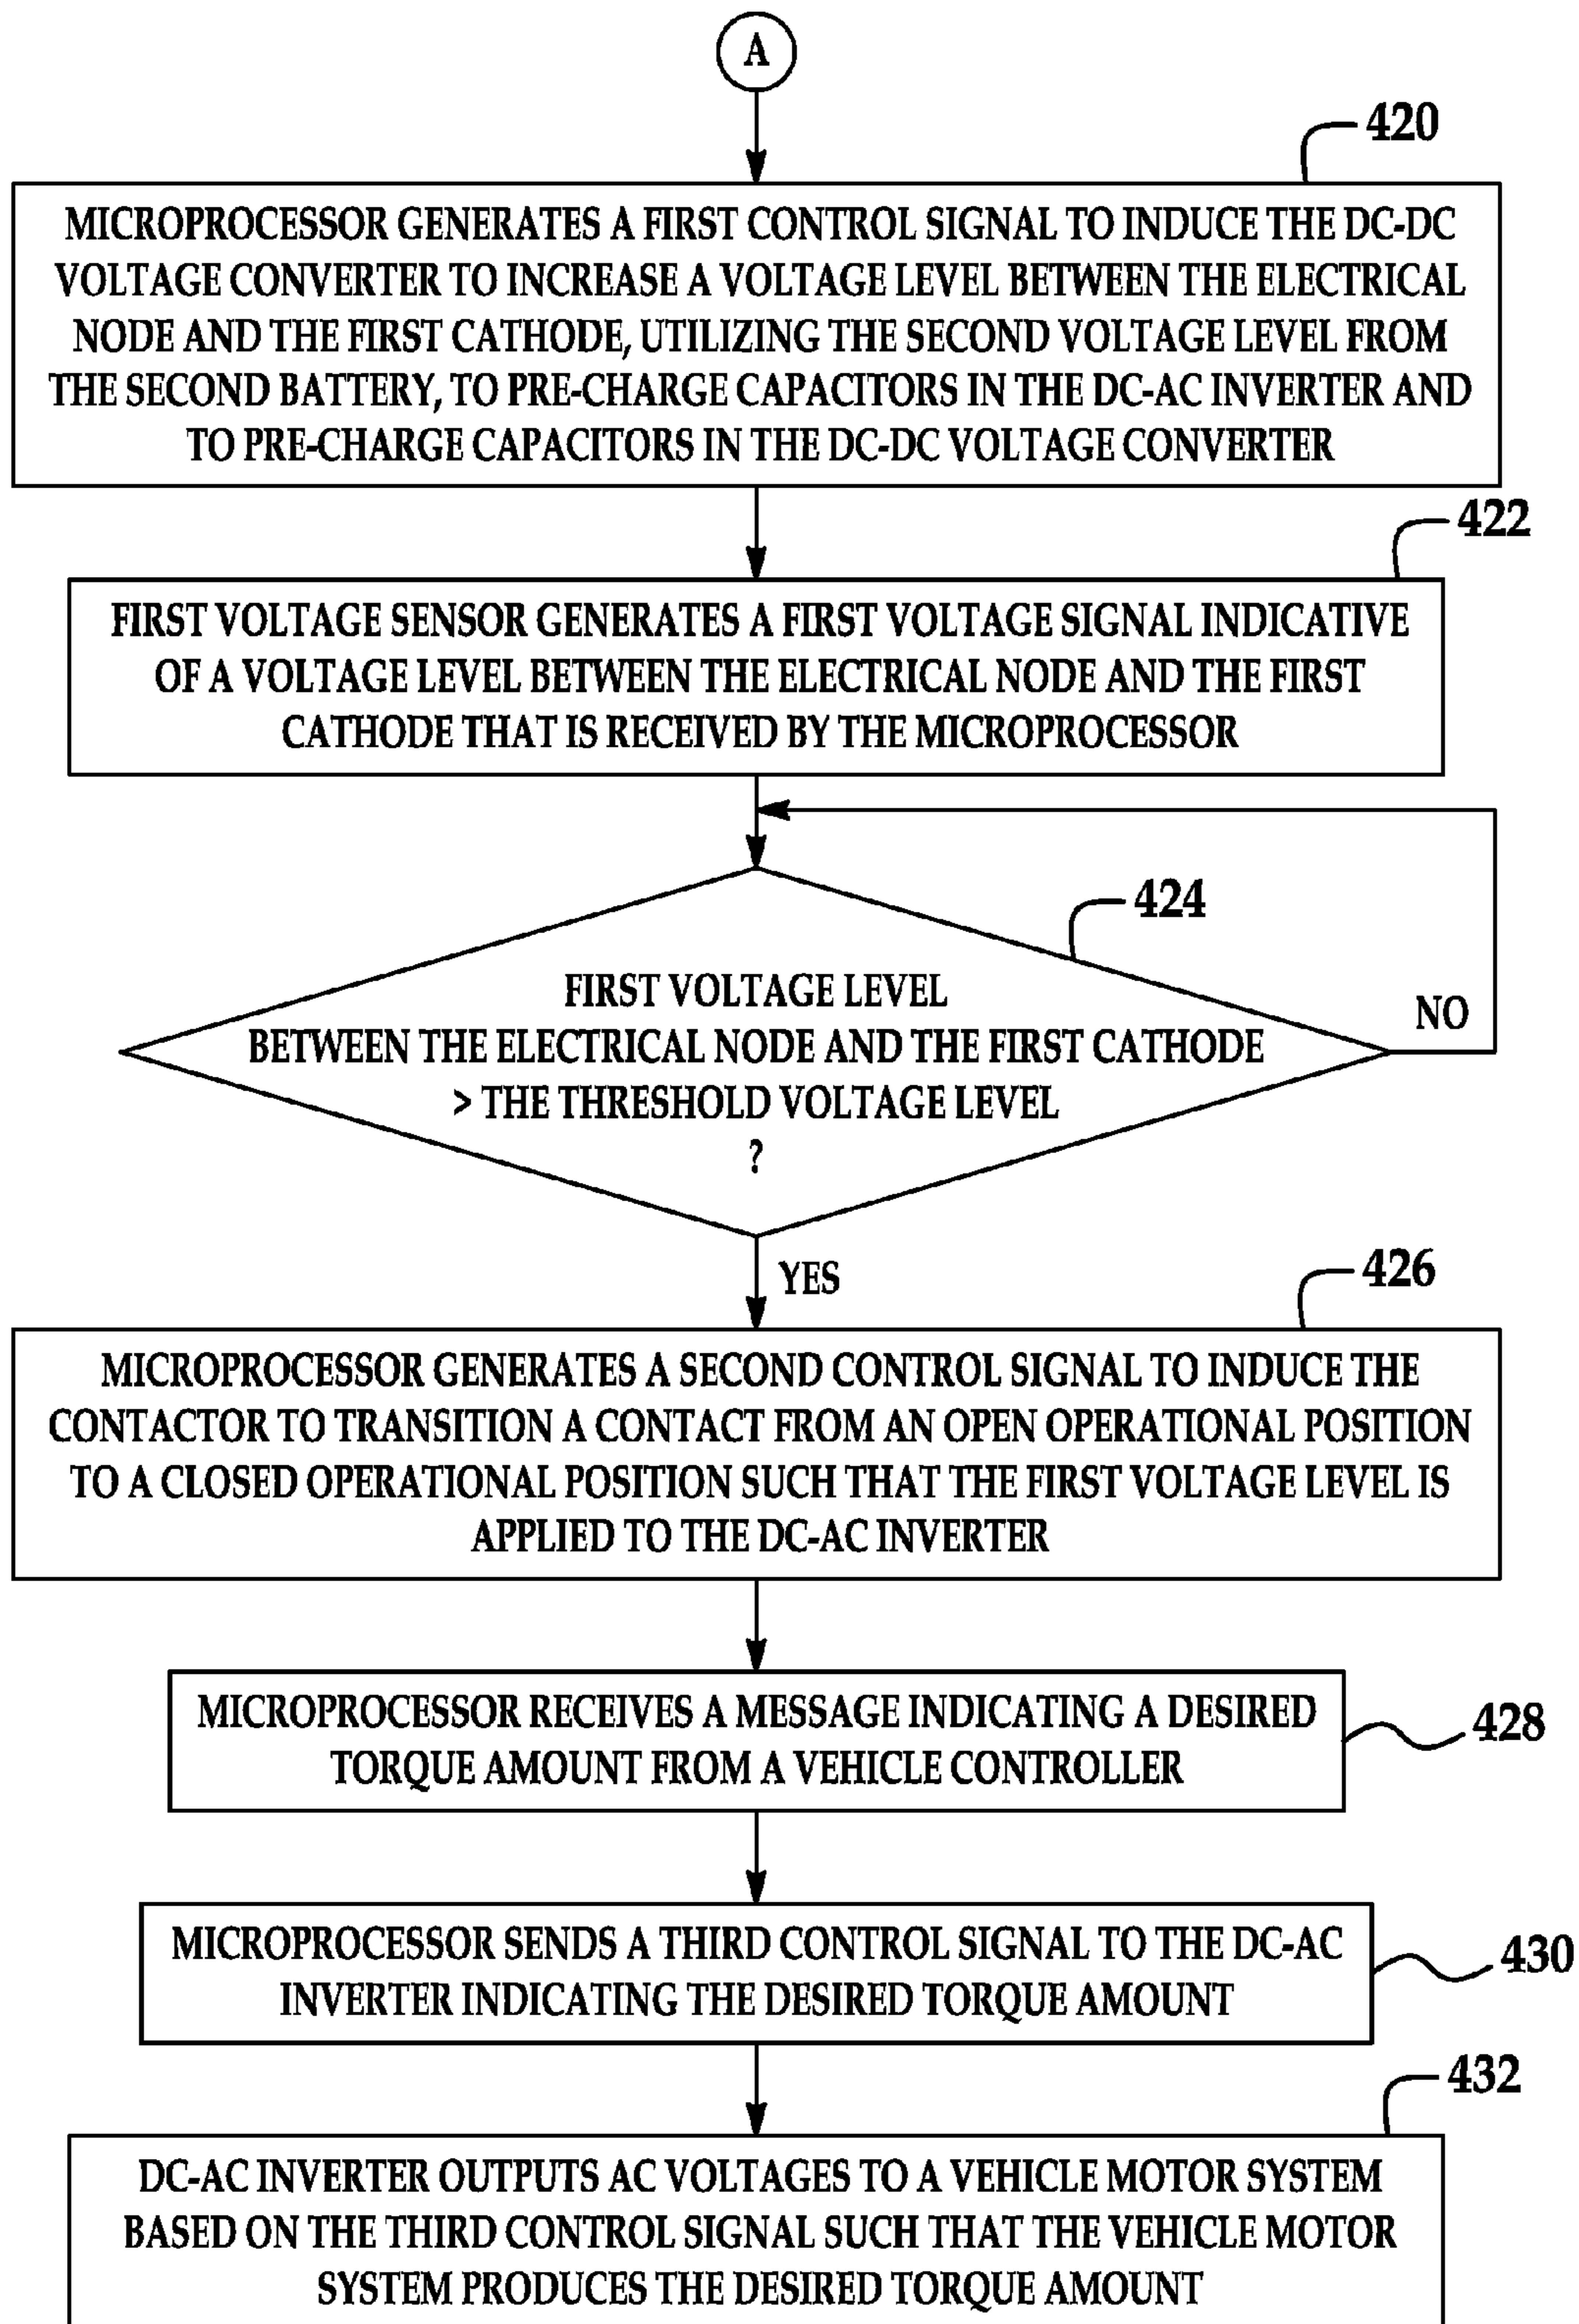 A
420
MICROPROCESSOR GENERATES A FIRST CONTROL SIGNAL TO INDUCE THE DC-DC
VOLTAGE CONVERTER TO INCREASE A VOLTAGE LEVEL BETWEEN THE ELECTRICAL
NODE AND THE FIRST CATHODE, UTILIZING THE SECOND VOLTAGE LEVEL FROM
THE SECOND BATTERY, TO PRE-CHARGE CAPACITORS IN THE DC-AC INVERTER AND
TO PRE-CHARGE CAPACITORS IN THE DC-DC VOLTAGE CONVERTER
422
FIRST VOLTAGE SENSOR GENERATES A FIRST VOLTAGE SIGNAL INDICATIVE
OF A VOLTAGE LEVEL BETWEEN THE ELECTRICAL NODE AND THE FIRST
CATHODE THAT IS RECEIVED BY THE MICROPROCESSOR
424
FIRST VOLTAGE LEVEL
BETWEEN THE ELECTRICAL NODE AND THE FIRST CATHODE
> THE THRESHOLD VOLTAGE LEVEL
?
NO
YES
426
MICROPROCESSOR GENERATES A SECOND CONTROL SIGNAL TO INDUCE THE
CONTACTOR TO TRANSITION A CONTACT FROM AN OPEN OPERATIONAL POSITION
TO A CLOSED OPERATIONAL POSITION SUCH THAT THE FIRST VOLTAGE LEVEL IS
APPLIED TO THE DC-AC INVERTER
MICROPROCESSOR RECEIVES A MESSAGE INDICATING A DESIRED
TORQUE AMOUNT FROM A VEHICLE CONTROLLER
428
MICROPROCESSOR SENDS A THIRD CONTROL SIGNAL TO THE DC-AC
INVERTER INDICATING THE DESIRED TORQUE AMOUNT
430
432
DC-AC INVERTER OUTPUTS AC VOLTAGES TO A VEHICLE MOTOR SYSTEM
BASED ON THE THIRD CONTROL SIGNAL SUCH THAT THE VEHICLE MOTOR
SYSTEM PRODUCES THE DESIRED TORQUE AMOUNT